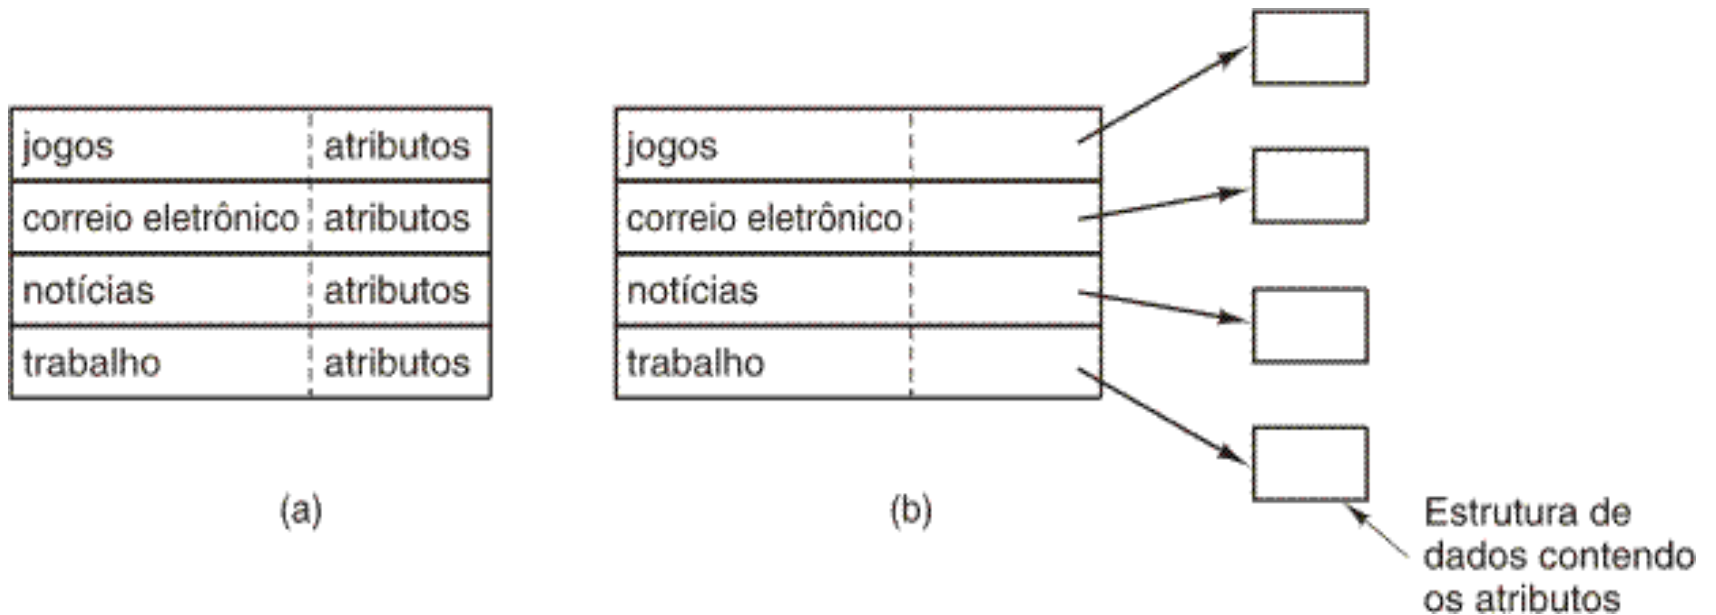 jogos atributos
correio eletrônico atributos
notícias atributos
trabalho atributos
(a)
jogos
correio eletrônico
notícias
trabalho
(b)
Estrutura de
dados contendo
os atributos